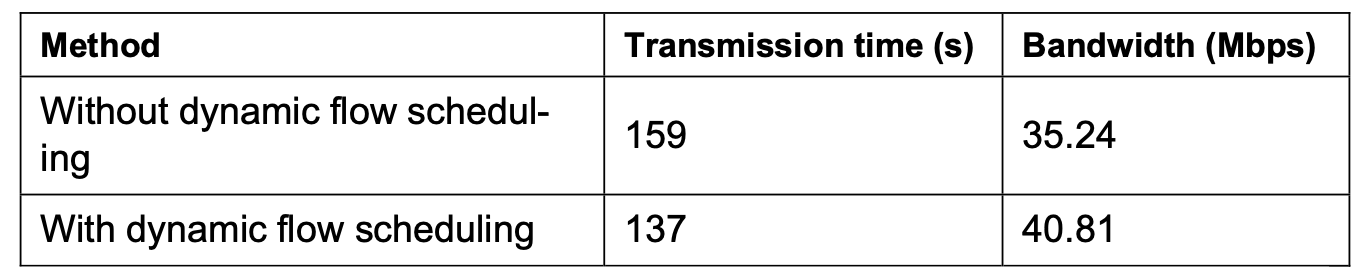 Method Transmission time (s) Bandwidth (Mbps)
Without dynamic flow schedul-
ing 159 35.24
With dynamic flow scheduling 137 40.81